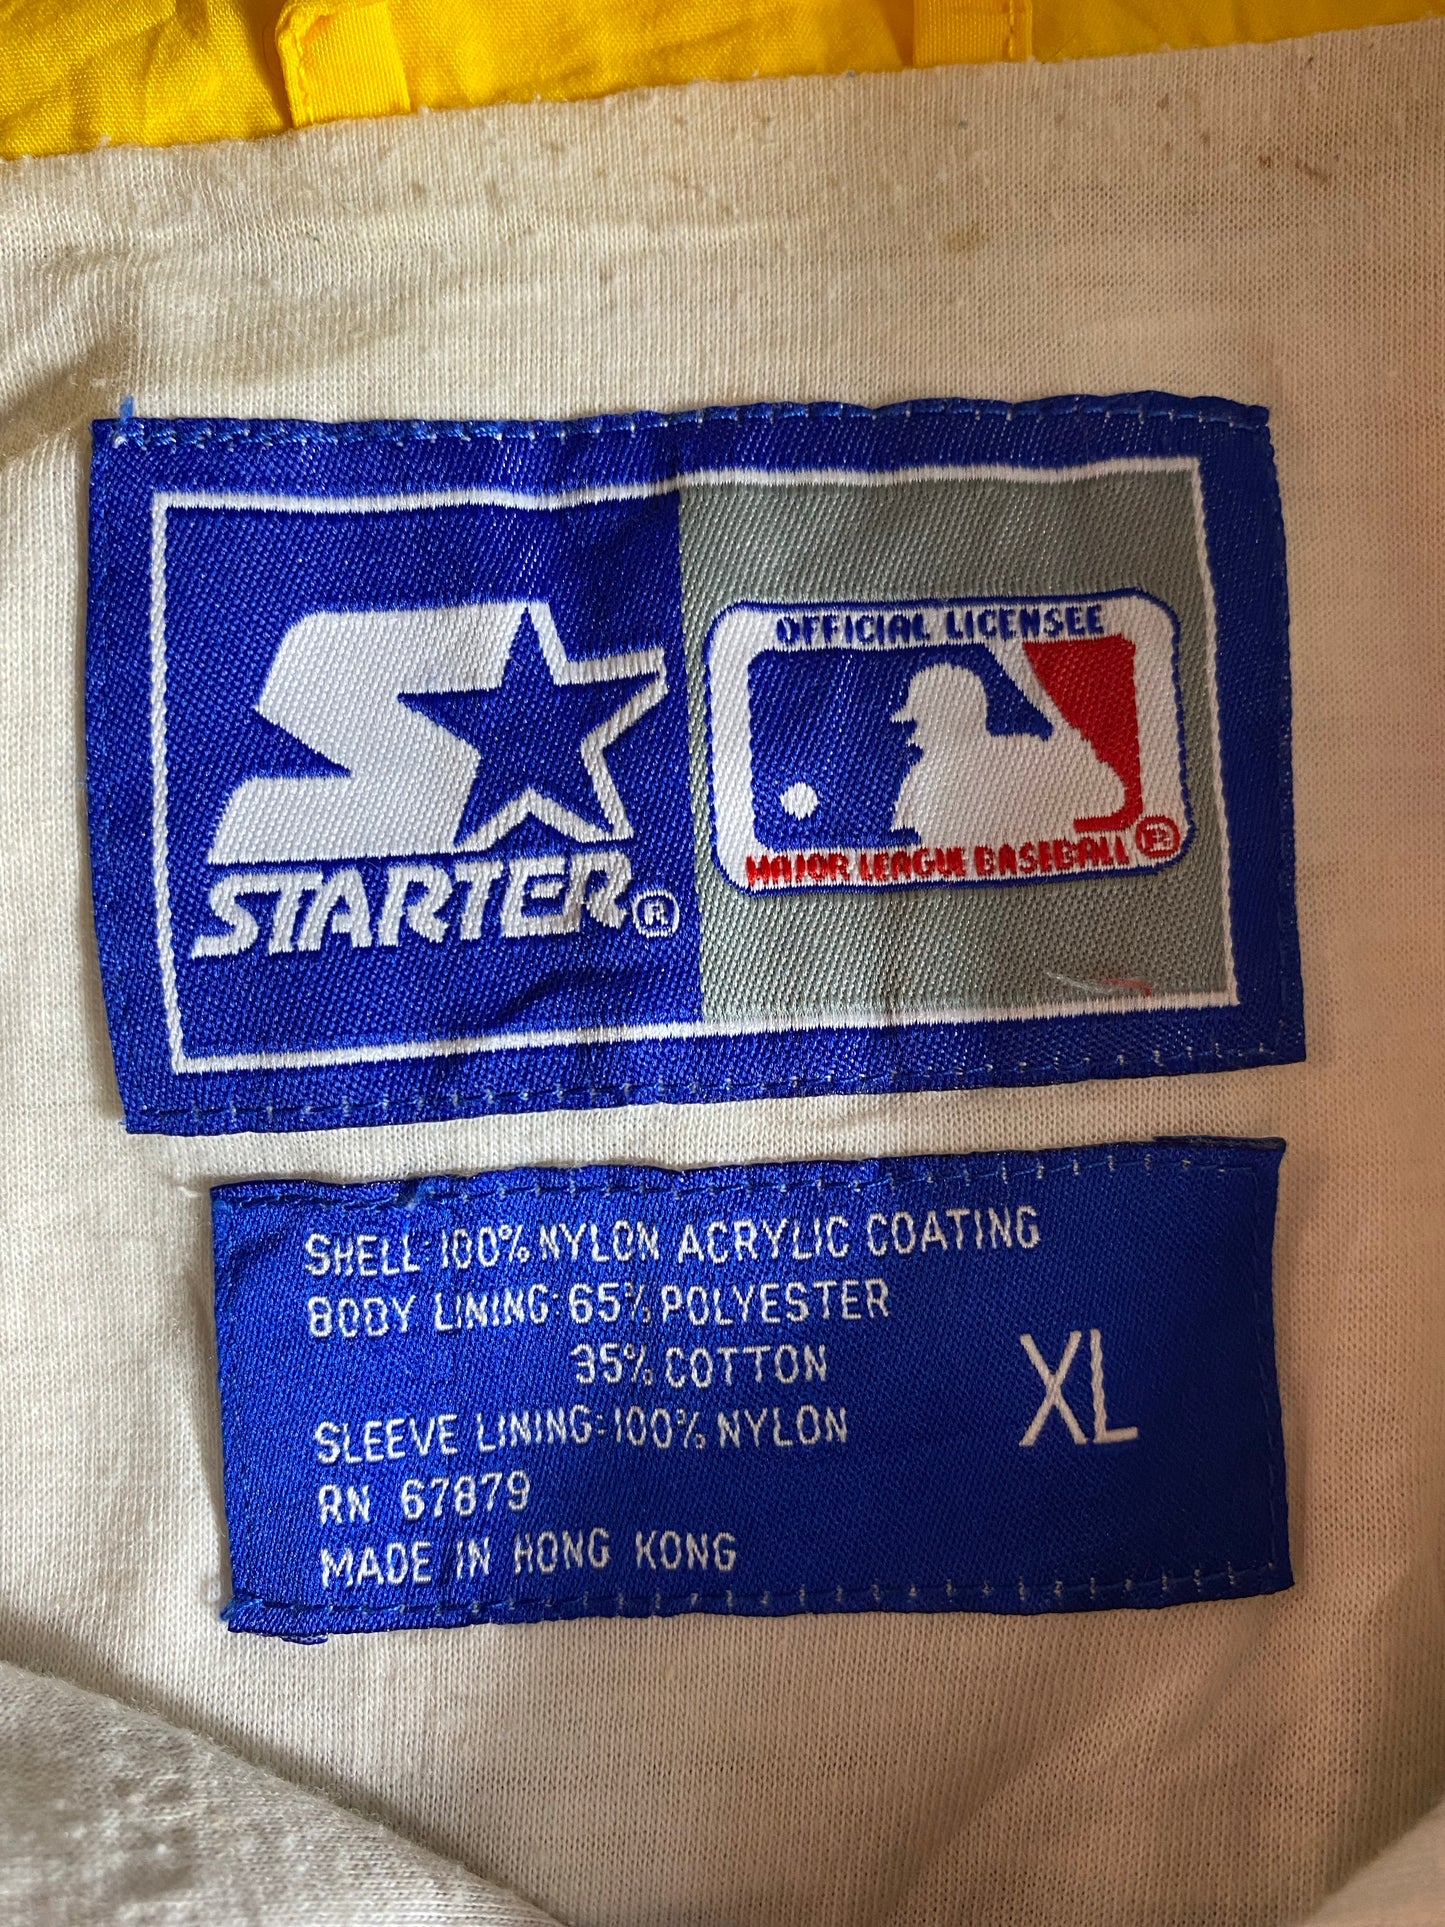 STARTER®
OFFICIAL LICENSEE
MAJOR LEAGUE BASEBALL ®
SHELL:100% NYLON ACRYLIC COATING
BODY LINING:65% POLYESTER
35% COTTON
XL
SLEEVE LINING:100% NYLON
RN 67879
MADE IN HONG KONG